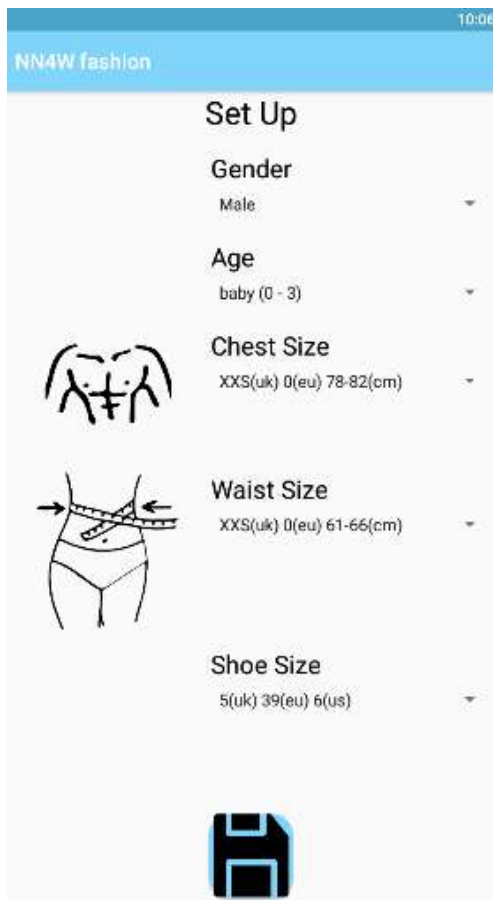 10:06
NN4W fashion
Set Up
Gender
Male
Age
baby (0 - 3)
Chest Size
XXS(uk) 0(eu) 78-82(cm)
Waist Size
XXS(uk) 0(eu) 61-66(cm)
Shoe Size
5(uk) 39(eu) 6(us)